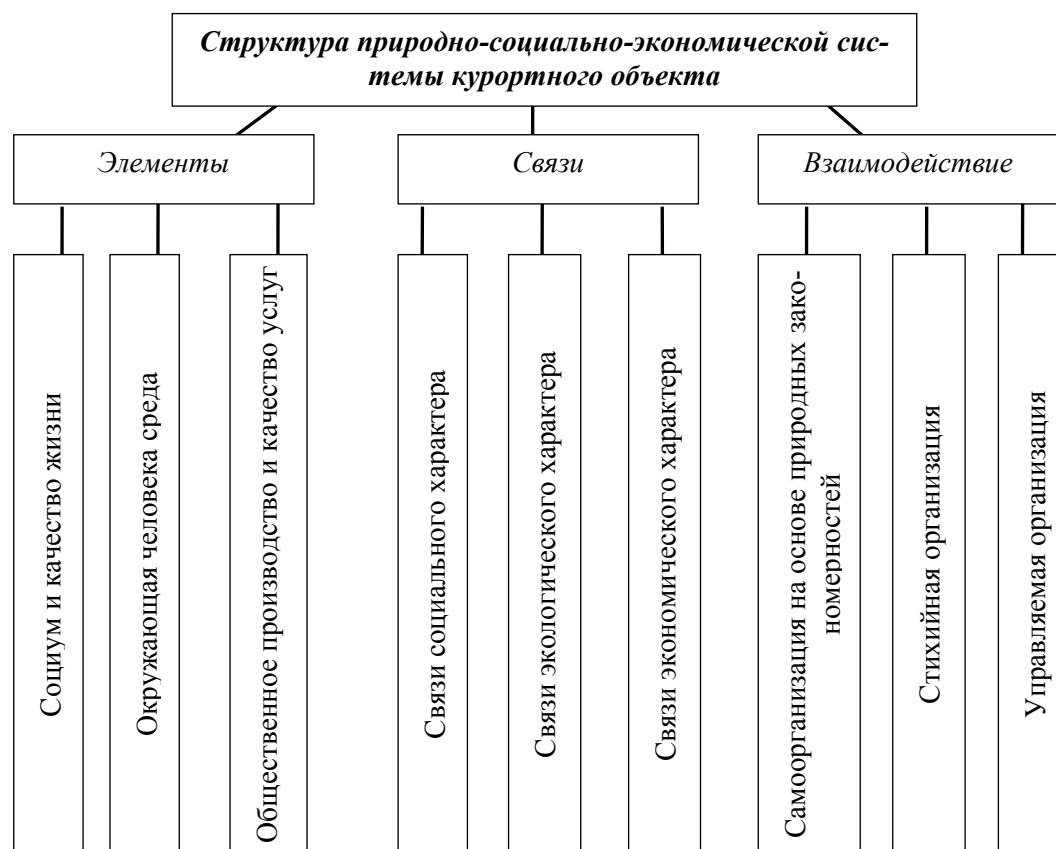 Структура природно-социально-экономической сис-
темы курортного объекта
Элементы
Связи
Взаимодействие
Социум и качество жизни
Окружающая человека среда
Общественное производство и качество услуг
Связи социального характера
Связи экологического характера
Связи экономического характера
Самоорганизация на основе природных зако-
номерностей
Стихийная организация
Управляемая организация